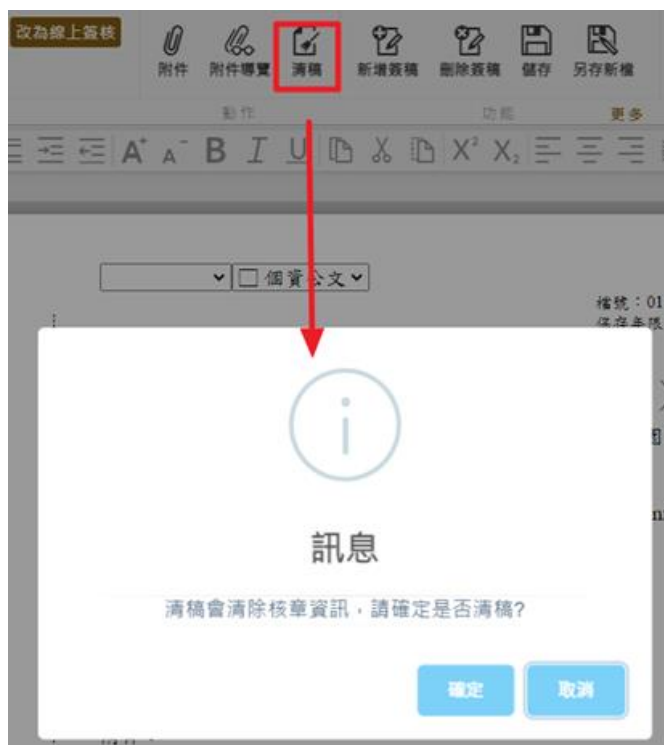 改為線上簽核
附件 附件導覽 清稿 新增簽稿 刪除簽稿 儲存 另存新檔
動作 功能 更多
A⁺ A⁻ B I U X² X₂
個資公文
檔號：01
保存年限
訊息
清稿會清除核章資訊，請確定是否清稿?
確定 取消